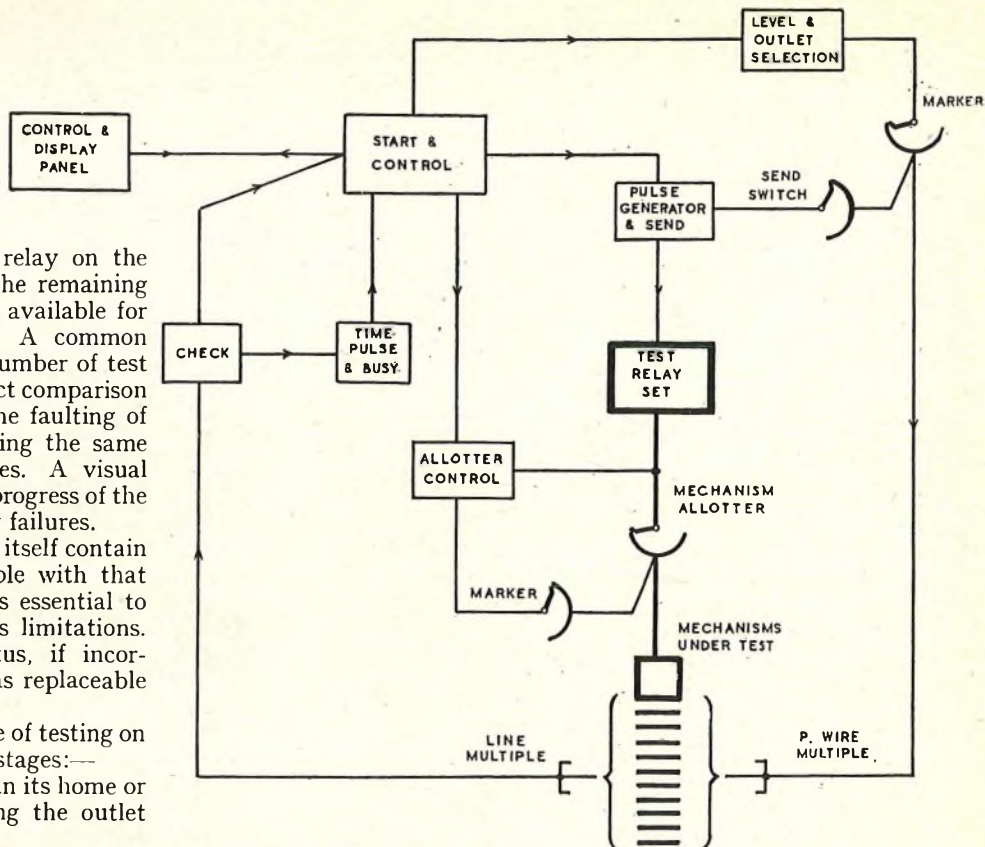 LEVEL &
OUTLET
SELECTION
MARKER
CONTROL &
DISPLAY
PANEL
START &
CONTROL
SEND
SWITCH
PULSE
GENERATOR
& SEND
CHECK
TIME
PULSE
& BUSY
TEST
RELAY
SET
ALLOTTER
CONTROL
MECHANISM
ALLOTTER
MARKER
MECHANISMS
UNDER TEST
LINE
MULTIPLE
P. WIRE
MULTIPLE
relay on the
he remaining
available for
A common
umber of test
ct comparison
ne faulting of
ing the same
es. A visual
progress of the
failures.
itself contain
ble with that
s essential to
s limitations.
tus, if incor-
as replaceable
e of testing on
stages:—
n its home or
ng the outlet